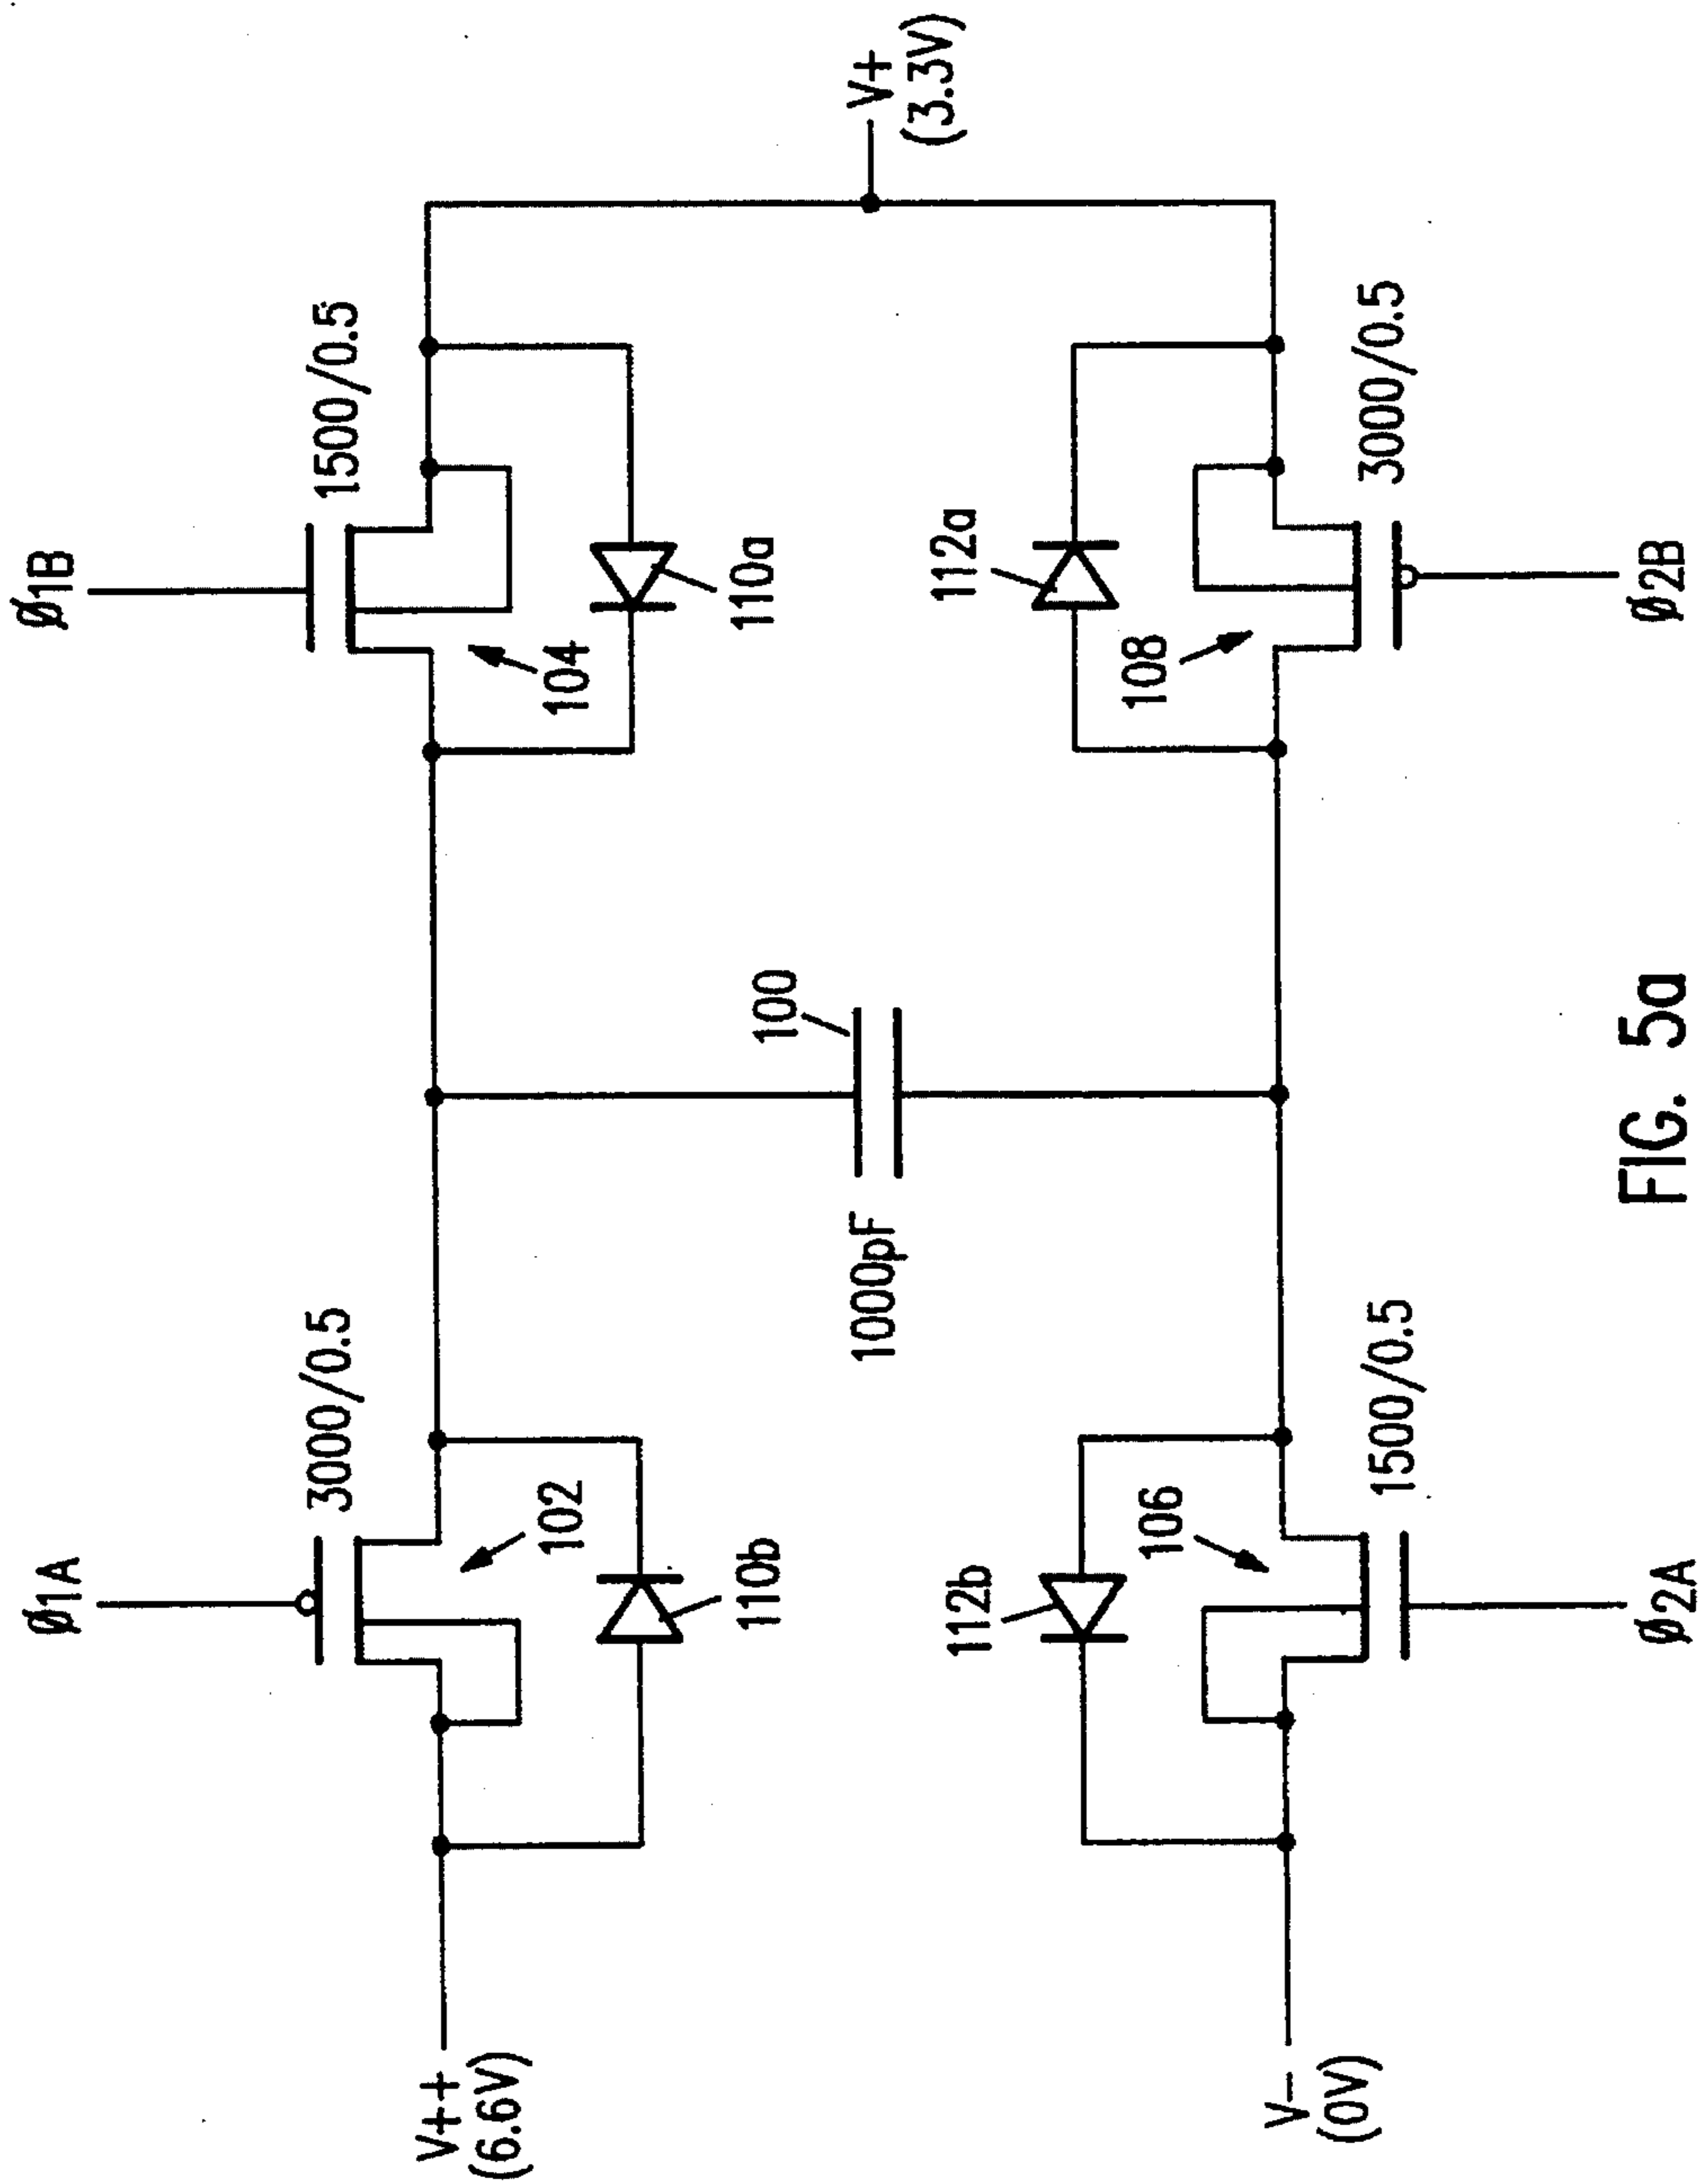 Ø1A
Ø1B
3000/0.5
1500/0.5
V++
(6.6V)
102
104
110b
100
110a
1000pF
V+
(3.3V)
112b
112a
106
108
V-
(0V)
1500/0.5
3000/0.5
Ø2A
Ø2B
FIG. 5a